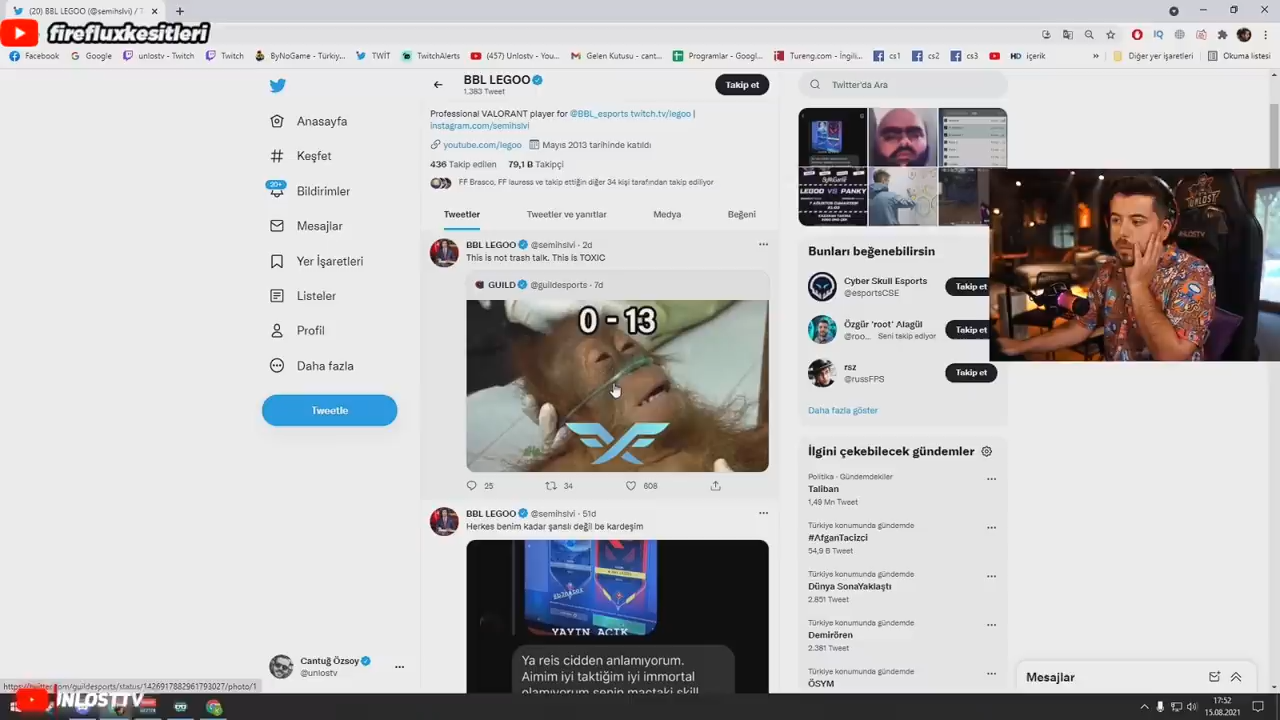 (20) BBL LEGOO (@semihslvi) / T
firefluxkesitleri
Facebook
Google
unlostv - Twitch
Twitch
ByNoGame - Türkiy...
TWİT
TwitchAlerts
(457) Unlost - You...
Gelen Kutusu - cant...
Programlar - Googl...
Tureng.com - İngili...
cs1
cs2
cs3
HD içerik
Diğer yer işaretleri
Okuma listesi
Anasayfa
Keşfet
20+
Bildirimler
Mesajlar
Yer İşaretleri
Listeler
Profil
Daha fazla
Tweetle
Cantuğ Özsoy
@unlostv
BBL LEGOO
1.383 Tweet
Takip et
Professional VALORANT player for @BBL_esports twitch.tv/legoo |
instagram.com/semihslvi
youtube.com/legoo Mayıs 2013 tarihinde katıldı
436 Takip edilen 79,1 B Takipçi
FF Brasco, FF lauress ve takip ettiğin diğer 34 kişi tarafından takip ediliyor
Tweetler Tweetler ve yanıtlar Medya Beğeni
BBL LEGOO @semihslvi · 2d
This is not trash talk. This is TOXIC
GUILD @guildesports · 7d
0 - 13
25 34 608
BBL LEGOO @semihslvi · 51d
Herkes benim kadar şanslı değil be kardeşim
YAYIN AÇIK
Ya reis cidden anlamıyorum.
Aimim iyi taktiğim iyi immortal
olamıyorum senin maçtaki skill
Twitter'da Ara
LEGOO VS PANKY
Bunları beğenebilirsin
Cyber Skull Esports
@esportsCSE
Takip et
Özgür 'root' Alagül
@roo... Seni takip ediyor
Takip et
rsz
@russFPS
Takip et
Daha fazla göster
İlgini çekebilecek gündemler
Politika · Gündemdekiler
Taliban
1,49 Mn Tweet
Türkiye konumunda gündemde
#AfganTacizci
54,9 B Tweet
Türkiye konumunda gündemde
Dünya SonaYaklaştı
2.851 Tweet
Türkiye konumunda gündemde
Demirören
2.381 Tweet
Türkiye konumunda gündemde
ÖSYM
Mesajlar
https://twitter.com/guildesports/status/1426917882961793027/photo/1
UNLOSTTV
17:52
15.08.2021